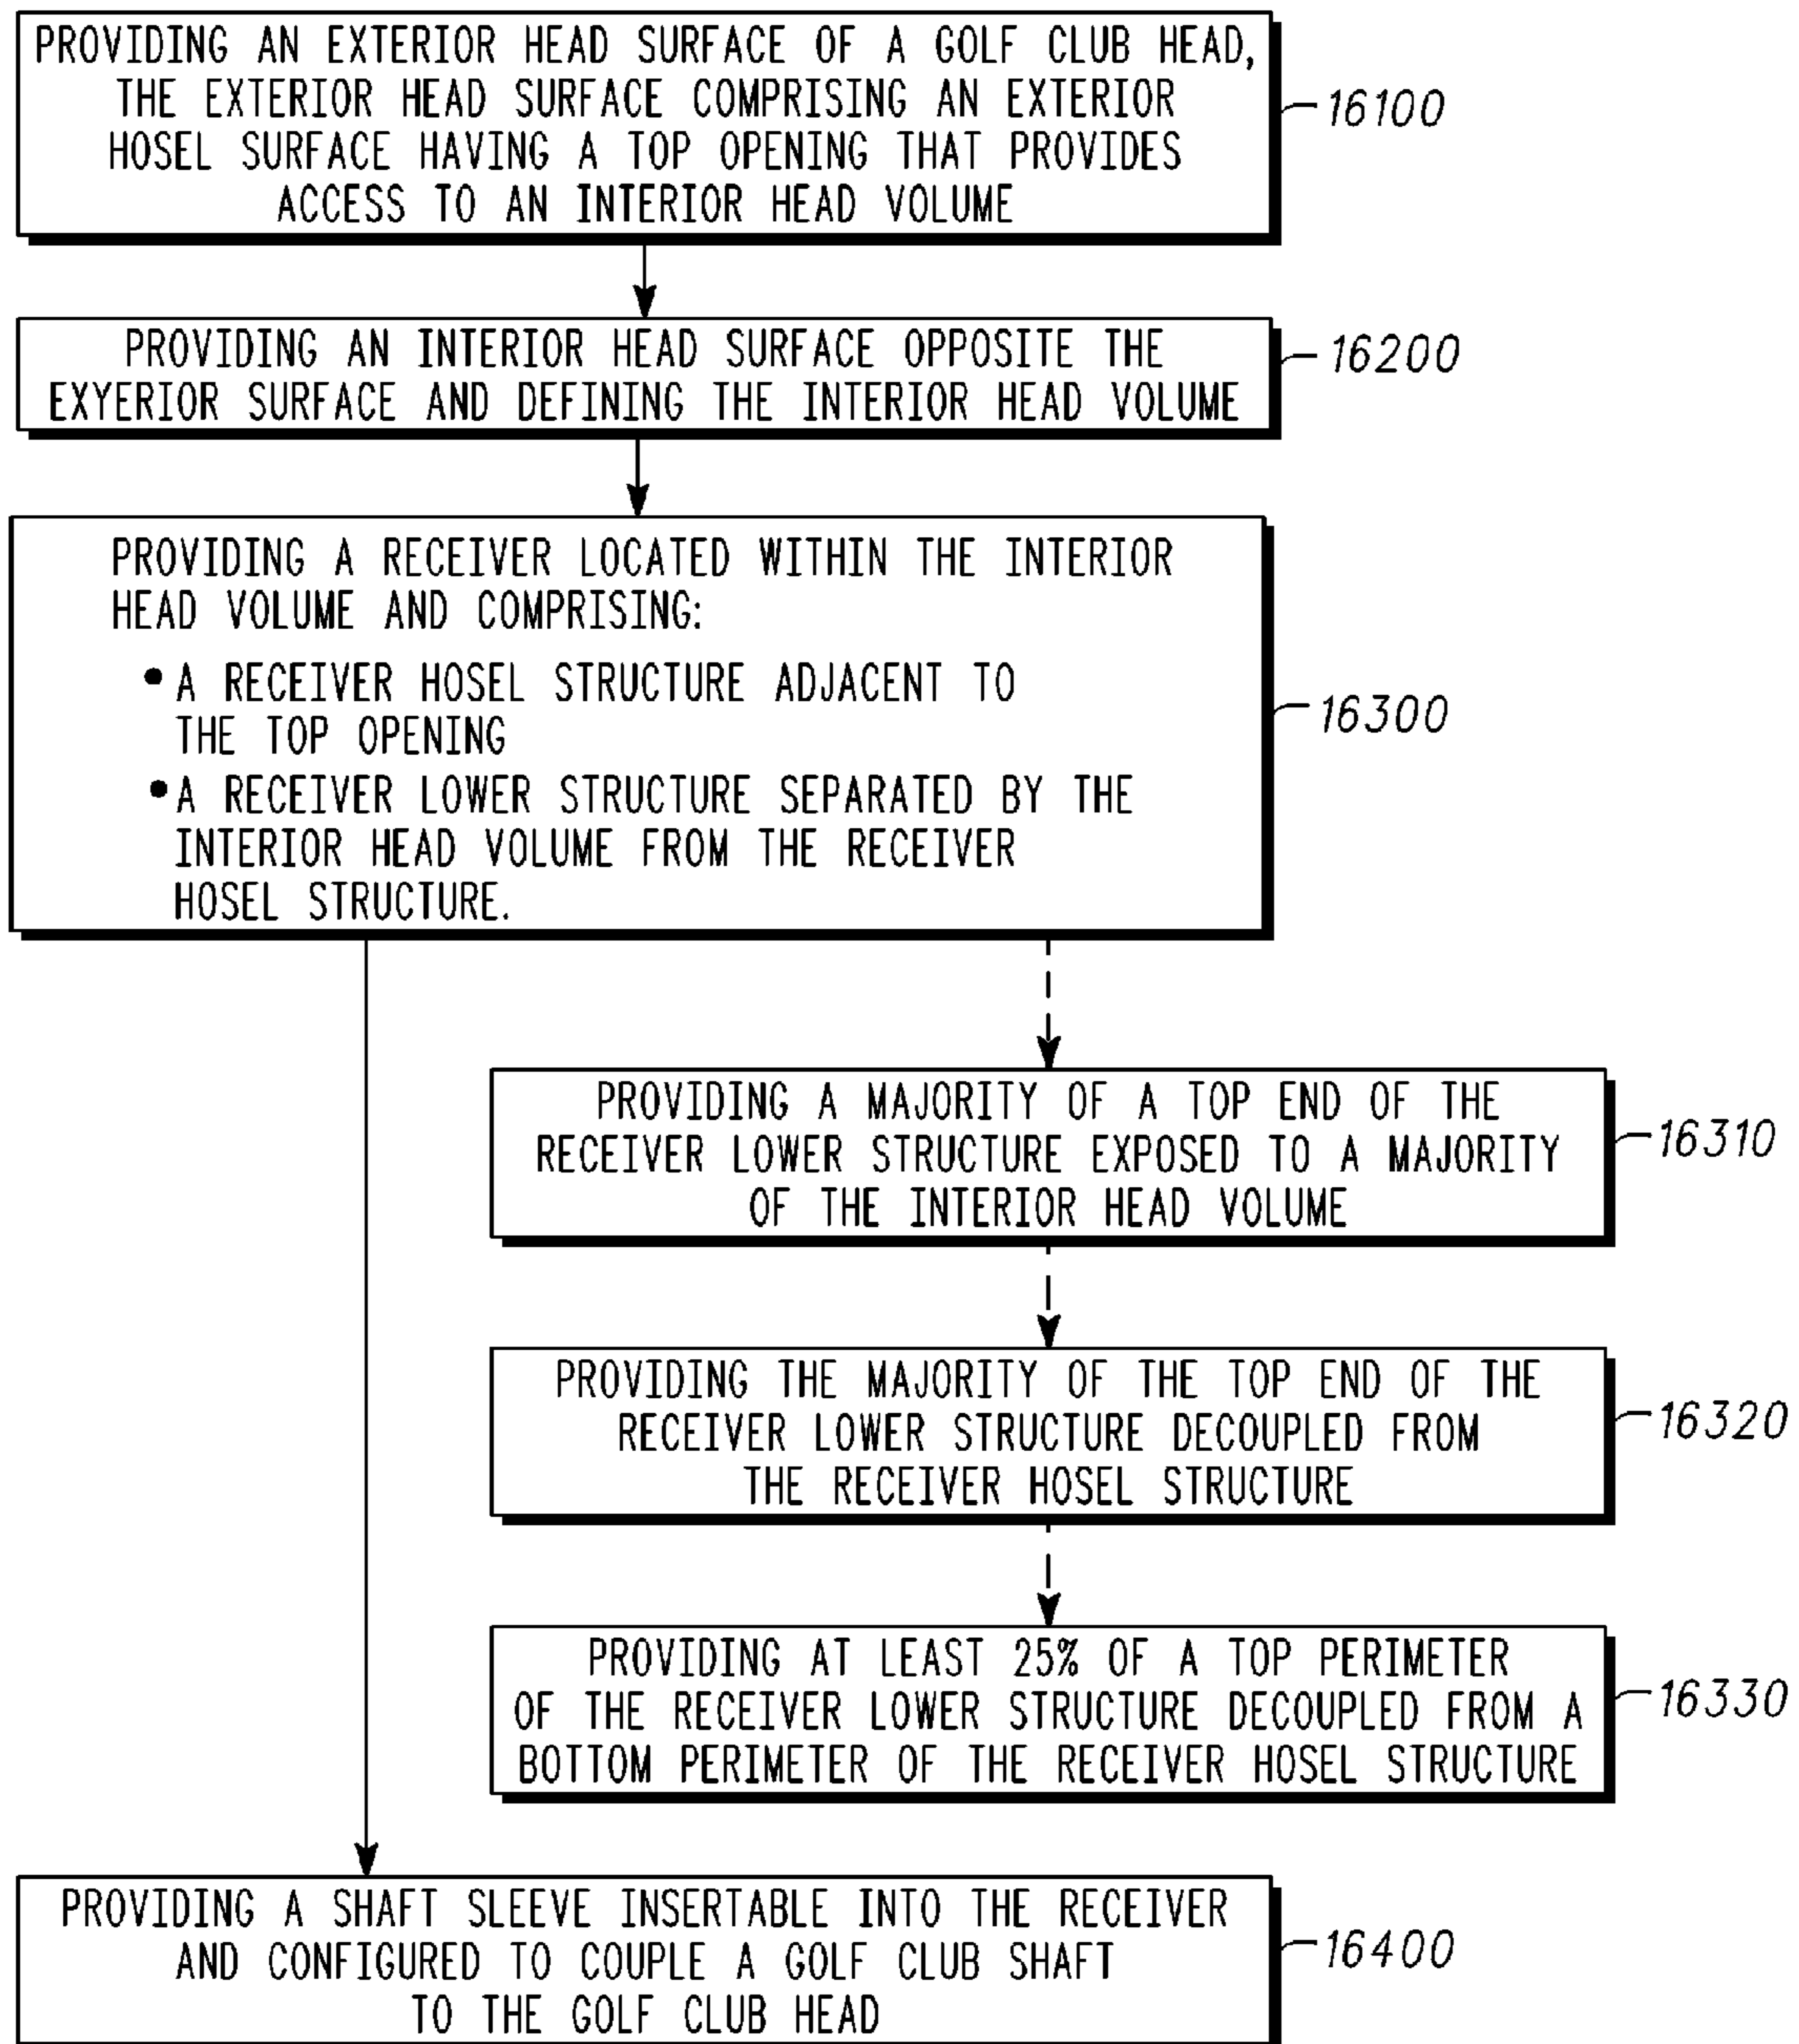 PROVIDING AN EXTERIOR HEAD SURFACE OF A GOLF CLUB HEAD,
THE EXTERIOR HEAD SURFACE COMPRISING AN EXTERIOR
HOSEL SURFACE HAVING A TOP OPENING THAT PROVIDES
ACCESS TO AN INTERIOR HEAD VOLUME
16100
PROVIDING AN INTERIOR HEAD SURFACE OPPOSITE THE
EXYERIOR SURFACE AND DEFINING THE INTERIOR HEAD VOLUME
16200
PROVIDING A RECEIVER LOCATED WITHIN THE INTERIOR
HEAD VOLUME AND COMPRISING:
• A RECEIVER HOSEL STRUCTURE ADJACENT TO
THE TOP OPENING
• A RECEIVER LOWER STRUCTURE SEPARATED BY THE
INTERIOR HEAD VOLUME FROM THE RECEIVER
HOSEL STRUCTURE.
16300
PROVIDING A MAJORITY OF A TOP END OF THE
RECEIVER LOWER STRUCTURE EXPOSED TO A MAJORITY
OF THE INTERIOR HEAD VOLUME
16310
PROVIDING THE MAJORITY OF THE TOP END OF THE
RECEIVER LOWER STRUCTURE DECOUPLED FROM
THE RECEIVER HOSEL STRUCTURE
16320
PROVIDING AT LEAST 25% OF A TOP PERIMETER
OF THE RECEIVER LOWER STRUCTURE DECOUPLED FROM A
BOTTOM PERIMETER OF THE RECEIVER HOSEL STRUCTURE
16330
PROVIDING A SHAFT SLEEVE INSERTABLE INTO THE RECEIVER
AND CONFIGURED TO COUPLE A GOLF CLUB SHAFT
TO THE GOLF CLUB HEAD
16400